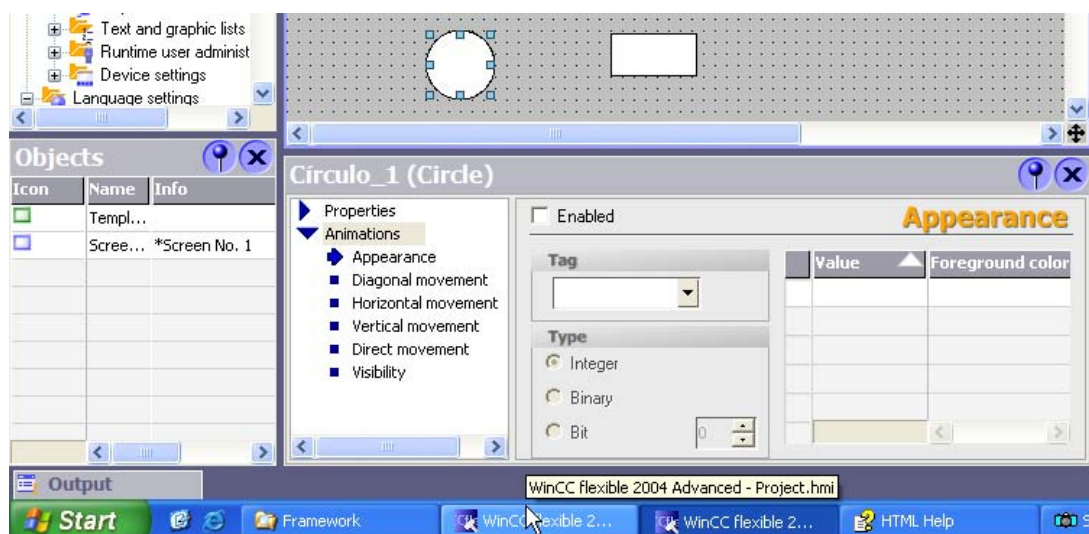 Text and graphic lists
Runtime user administ
Device settings
Language settings
Objects
Icon Name Info
Templ...
Scree... *Screen No. 1
Círculo_1 (Circle)
Properties
Animations
Appearance
Diagonal movement
Horizontal movement
Vertical movement
Direct movement
Visibility
Enabled
Appearance
Tag
Type
Integer
Binary
Bit 0
Value Foreground color
Output
WinCC flexible 2004 Advanced - Project.hmi
Start Framework WinCC flexible 2... WinCC flexible 2... HTML Help S